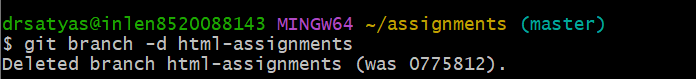 drsatyas@inlen8520088143 MINGW64 ~/assignments (master)
$ git branch -d html-assignments
Deleted branch html-assignments (was 0775812).